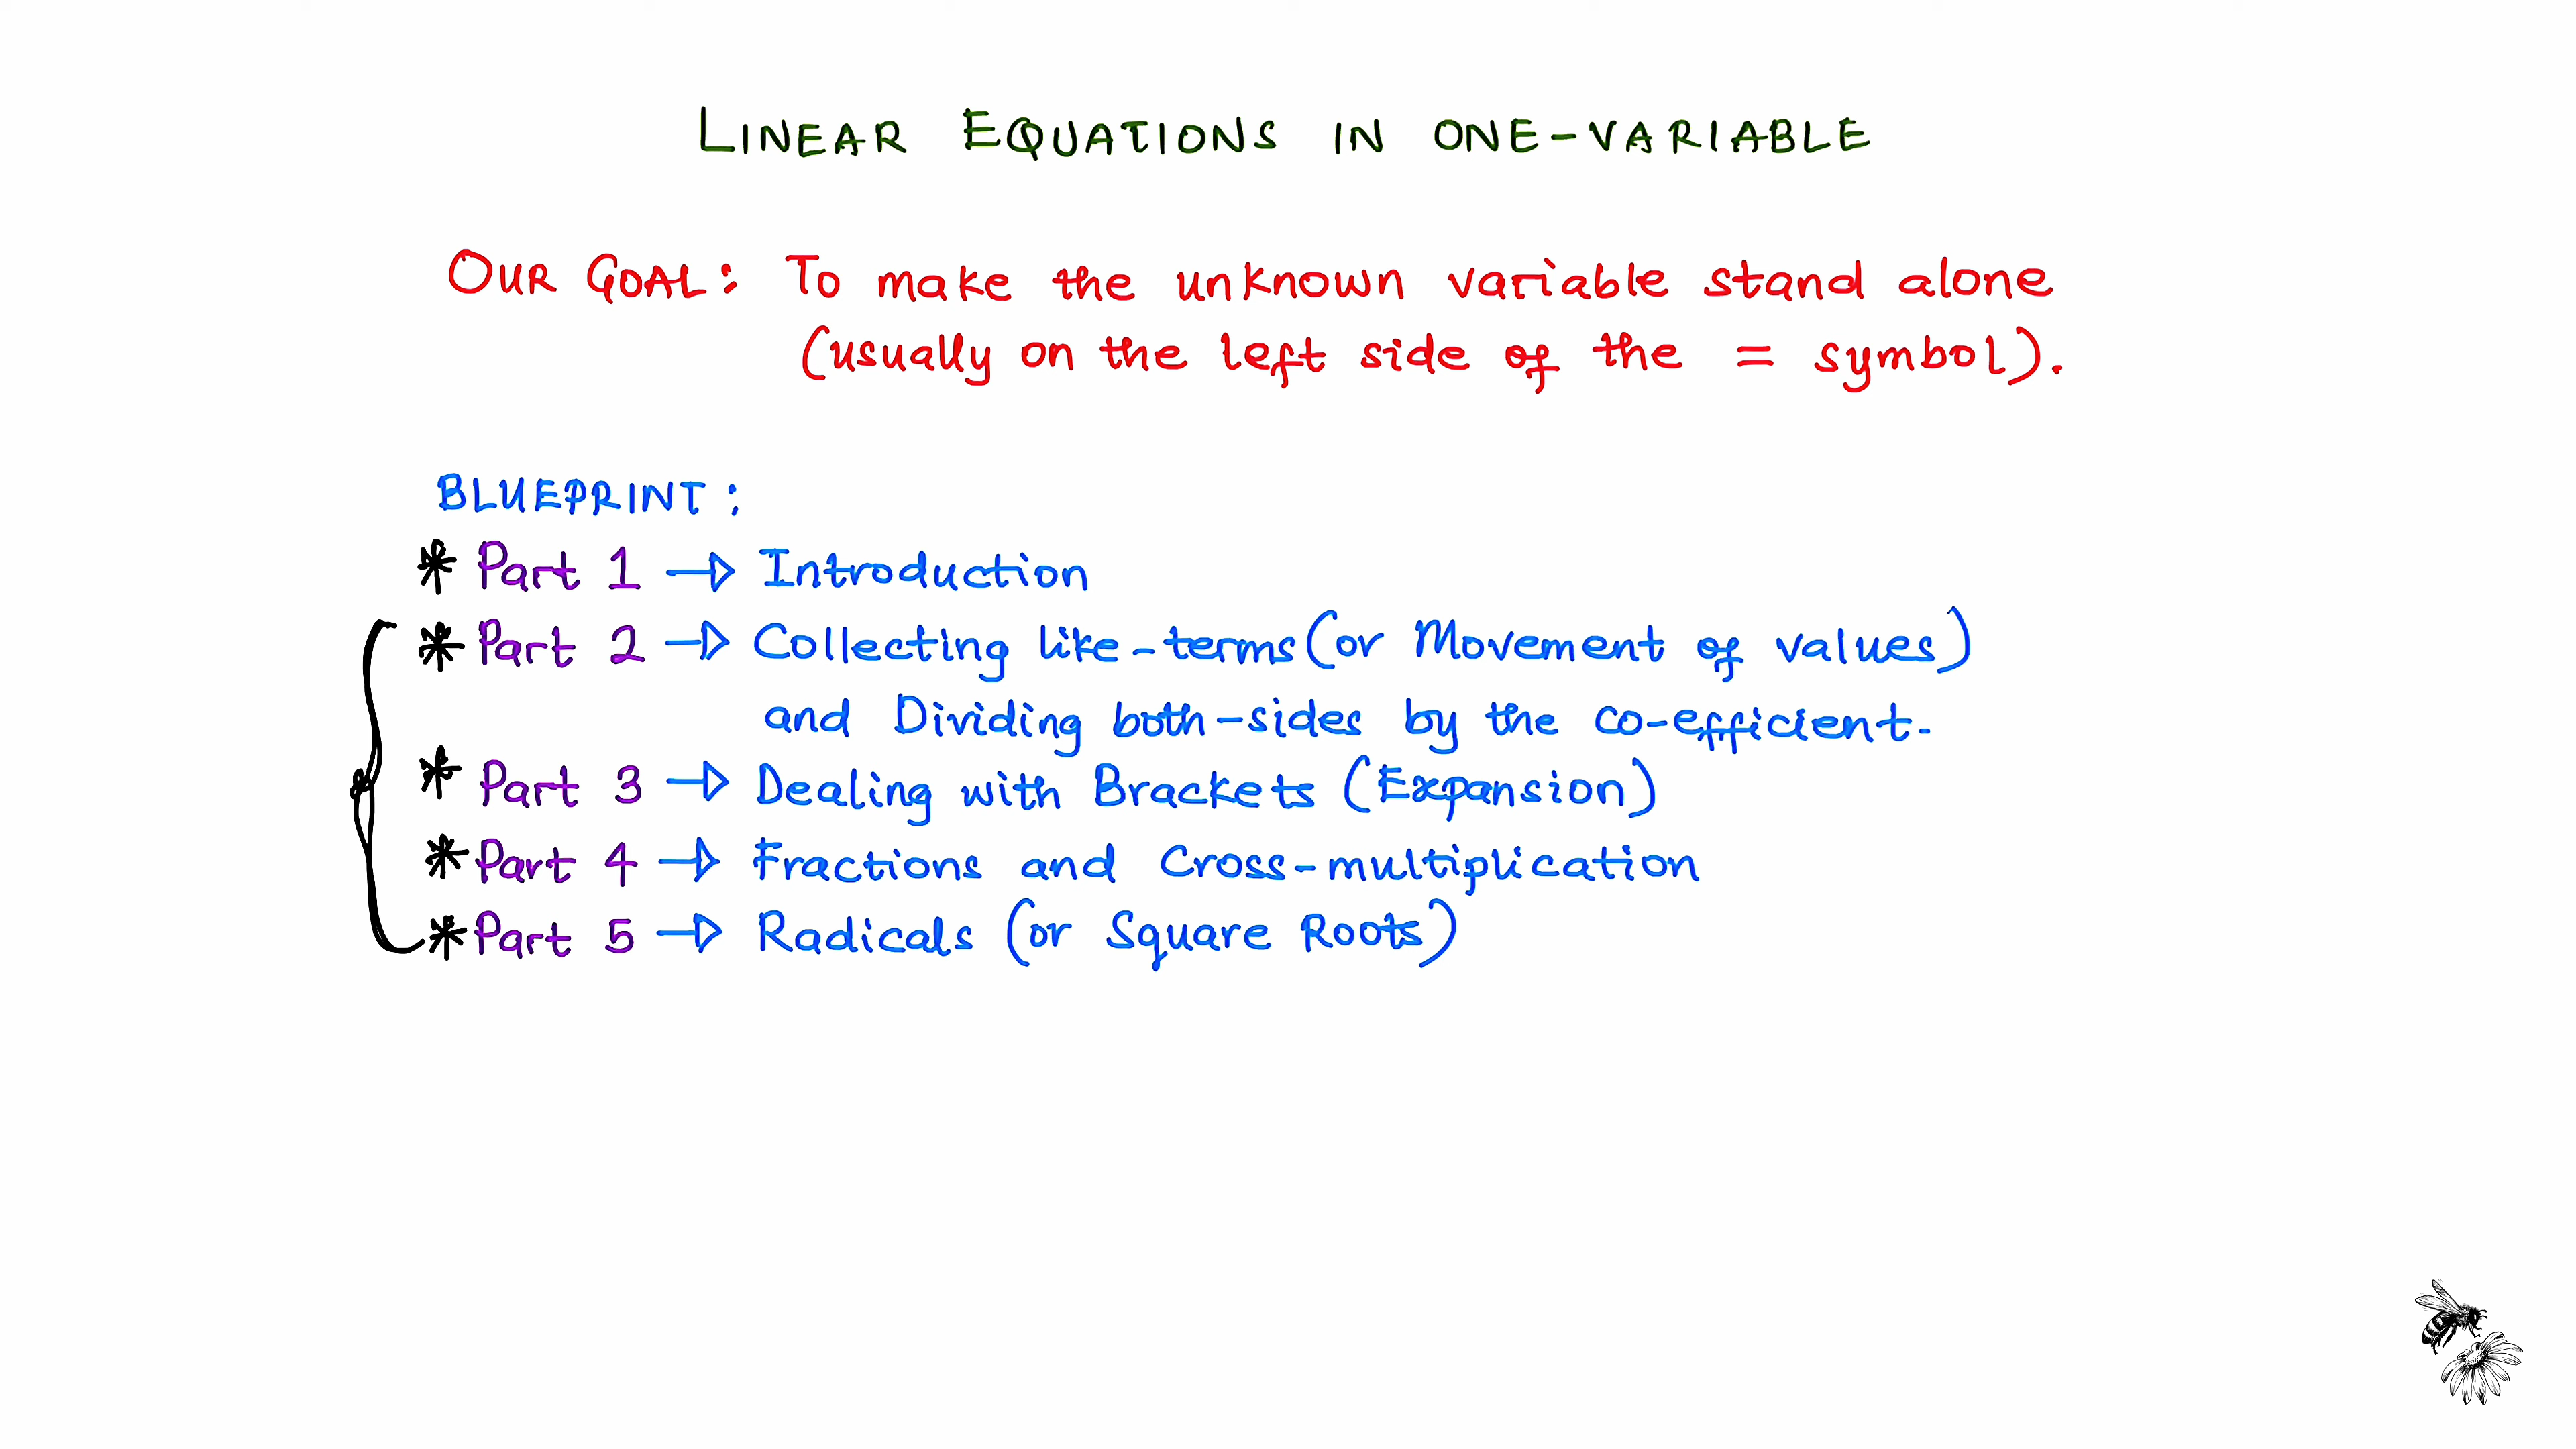 LINEAR EQUATIONS IN ONE-VARIABLE
OUR GOAL: To make the unknown variable stand alone
(usually on the left side of the = symbol).
BLUEPRINT:
* Part 1 → Introduction
* Part 2 → Collecting like-terms (or Movement of values)
and Dividing both-sides by the co-efficient.
* Part 3 → Dealing with Brackets (Expansion)
* Part 4 → Fractions and Cross-multiplication
* Part 5 → Radicals (or Square Roots)